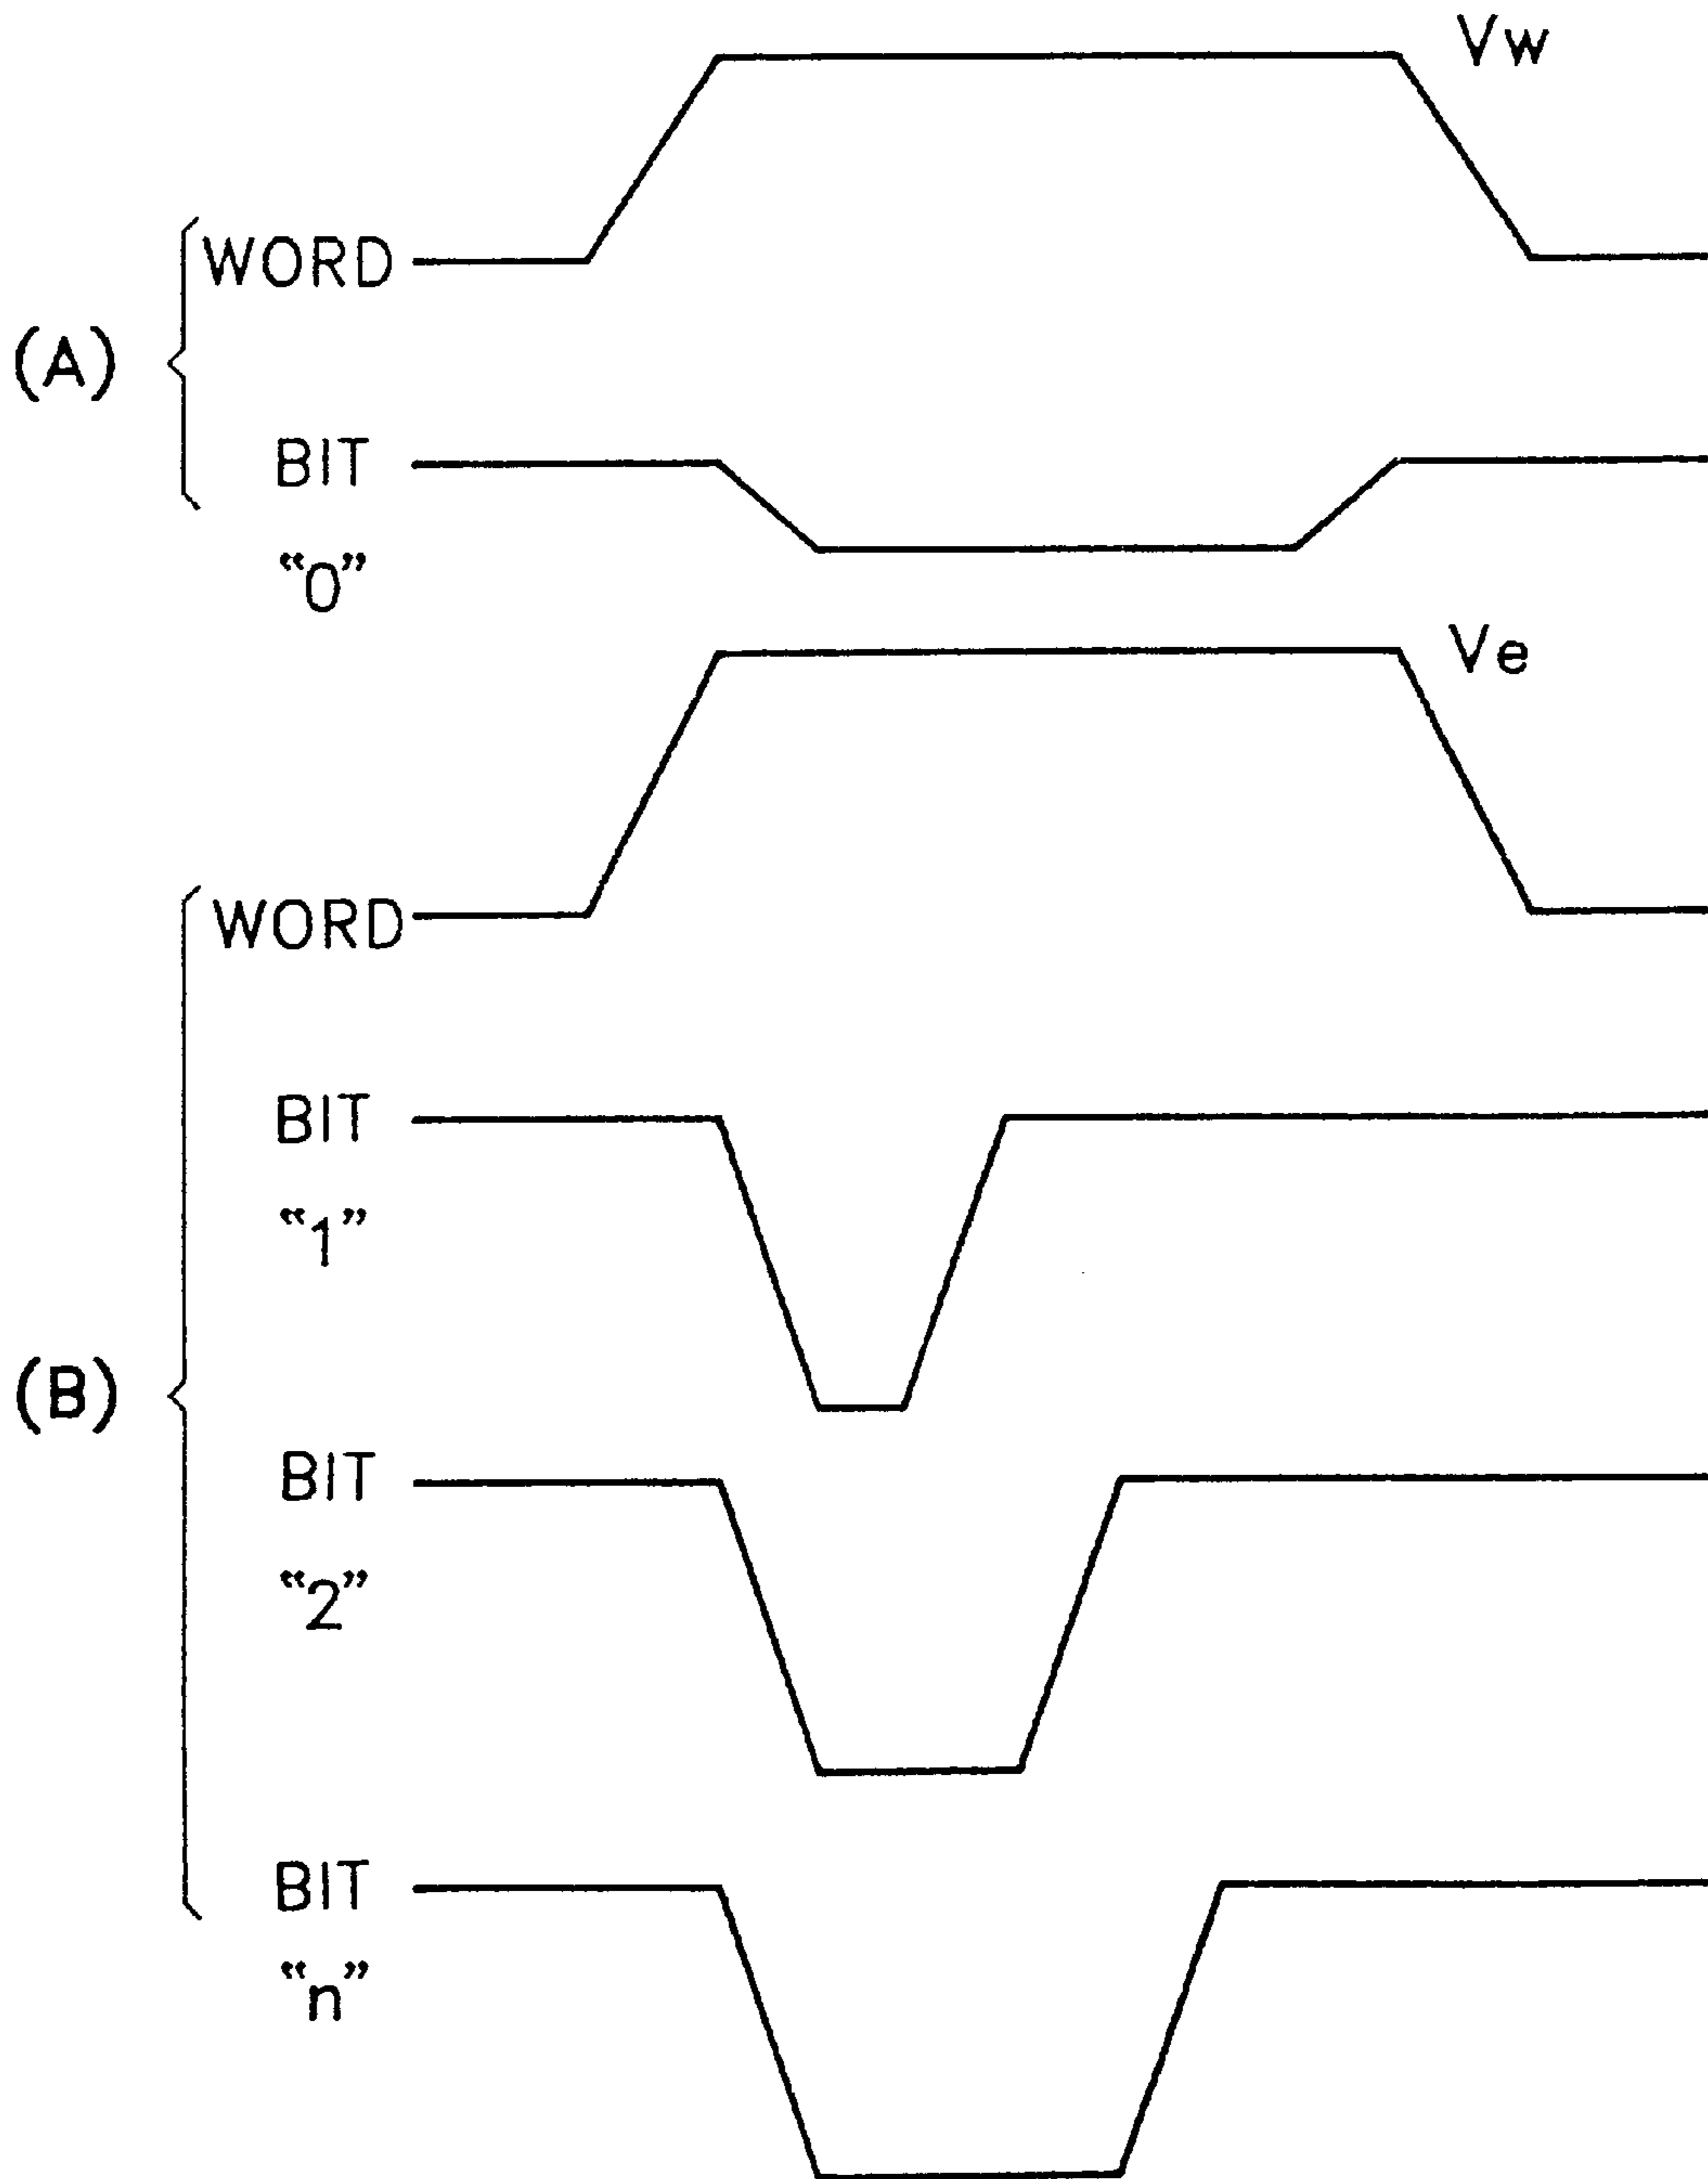 Vw
WORD
(A)
BIT
“0”
Ve
WORD
BIT
“1”
(B)
BIT
“2”
BIT
“n”